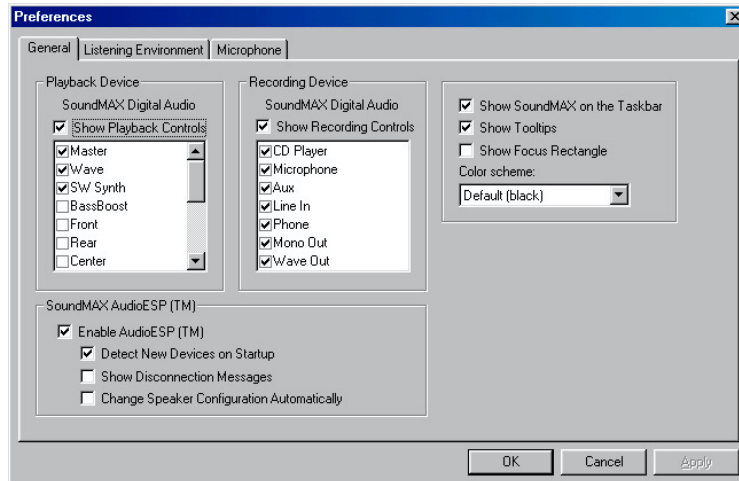 Preferences
General
Listening Environment
Microphone
Playback Device
SoundMAX Digital Audio
Show Playback Controls
Master
Wave
SW Synth
BassBoost
Front
Rear
Center
Recording Device
SoundMAX Digital Audio
Show Recording Controls
CD Player
Microphone
Aux
Line In
Phone
Mono Out
Wave Out
Show SoundMAX on the Taskbar
Show Tooltips
Show Focus Rectangle
Color scheme:
Default (black)
SoundMAX AudioESP (TM)
Enable AudioESP (TM)
Detect New Devices on Startup
Show Disconnection Messages
Change Speaker Configuration Automatically
OK
Cancel
Apply